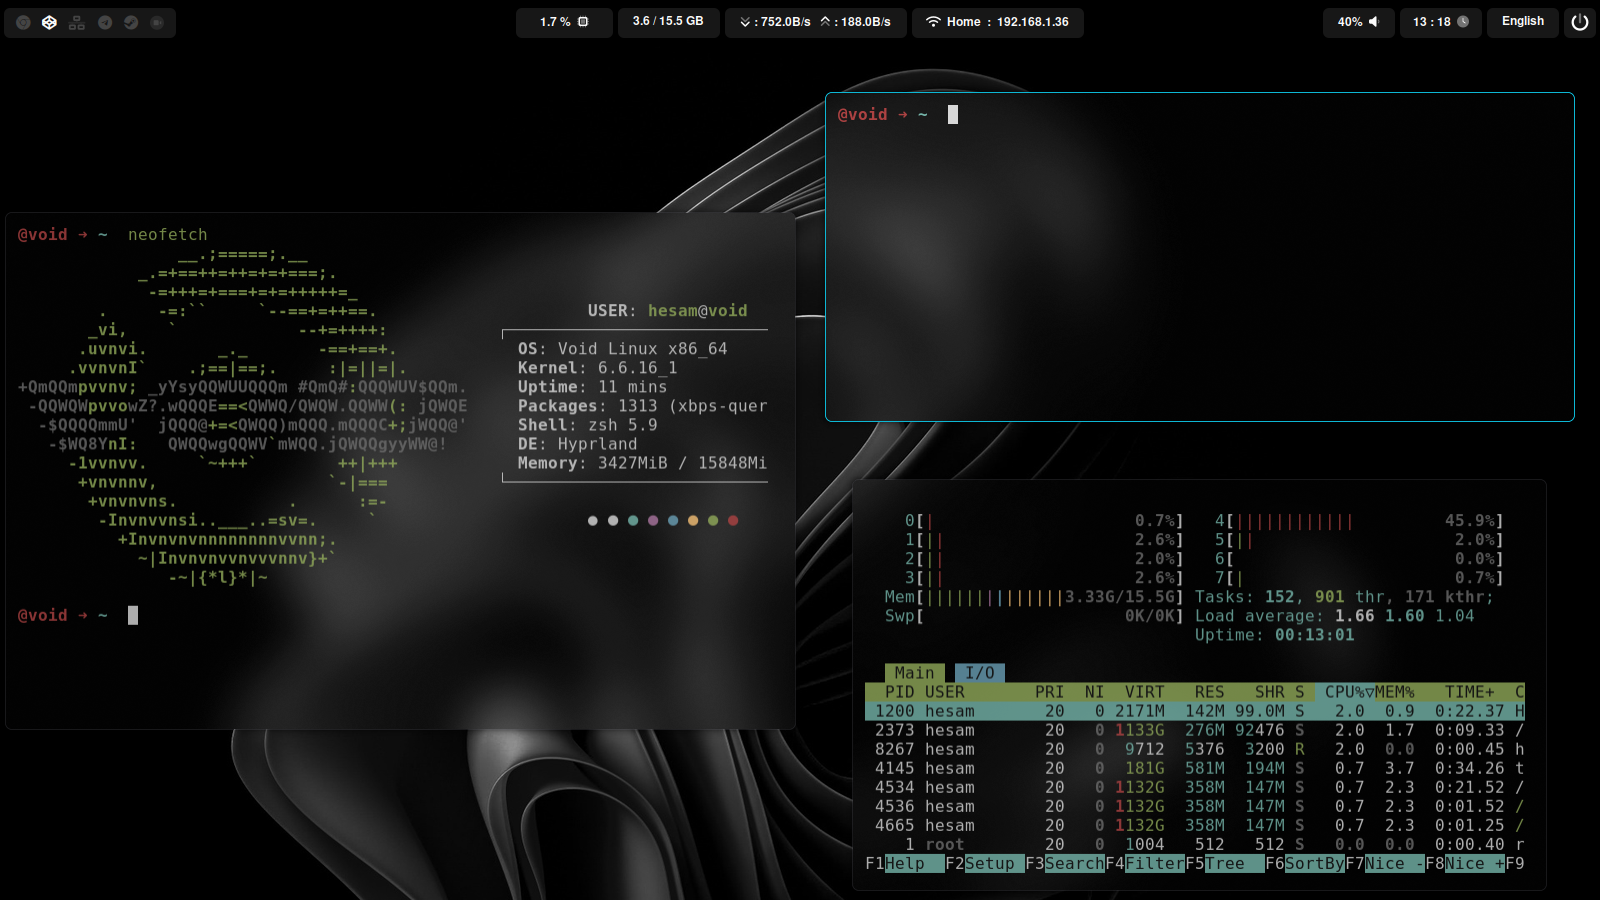 1.7 %
3.6 / 15.5 GB
: 752.0B/s : 188.0B/s
Home : 192.168.1.36
40%
13 : 18
English
@void ➜ ~
@void ➜ ~ neofetch
__.;=====;.__
_.=+==++=++=+=+===;.
-=+++=+===+=+=+++++=_
. -=:`` `--==+=++==.
_vi, ` --+=++++:
.uvnvi. _._ -==+==+.
.vvnvnI` .;==|==;. :|=||=|.
+QmQQmpvvnv; _yYsyQQWUUQQQm #QmQ#:QQQWUV$QQm.
-QQWQWpvvowZ?.wQQQE==<QWWQ/QWQW.QQWW(: jQWQE
-$QQQQmmU' jQQQ@+=<QWQQ)mQQQ.mQQQC+;jWQQ@'
-$WQ8YnI: QWQQwgQQWV`mWQQ.jQWQQgyyWW@!
-1vvnvv. `~+++` ++|+++
+vnvnnv, `-|===
+vnvnvns. . :=-
-Invnvvnsi..___..=sv=. `
+Invnvnvnnnnnnnnvvnn;.
~|Invnvnvvnvvvnnv}+`
-~|{*l}*|~
USER: hesam@void
OS: Void Linux x86_64
Kernel: 6.6.16_1
Uptime: 11 mins
Packages: 1313 (xbps-quer
Shell: zsh 5.9
DE: Hyprland
Memory: 3427MiB / 15848Mi
@void ➜ ~
0[| 0.7%] 4[|||||||||||| 45.9%]
1[|| 2.6%] 5[|| 2.0%]
2[|| 2.0%] 6[ 0.0%]
3[|| 2.6%] 7[| 0.7%]
Mem[||||||||||||||3.33G/15.5G] Tasks: 152, 901 thr, 171 kthr;
Swp[ 0K/0K] Load average: 1.66 1.60 1.04
Uptime: 00:13:01
Main I/O
PID USER PRI NI VIRT RES SHR S CPU%▽MEM% TIME+ C
1200 hesam 20 0 2171M 142M 99.0M S 2.0 0.9 0:22.37 H
2373 hesam 20 0 1133G 276M 92476 S 2.0 1.7 0:09.33 /
8267 hesam 20 0 9712 5376 3200 R 2.0 0.0 0:00.45 h
4145 hesam 20 0 181G 581M 194M S 0.7 3.7 0:34.26 t
4534 hesam 20 0 1132G 358M 147M S 0.7 2.3 0:21.52 /
4536 hesam 20 0 1132G 358M 147M S 0.7 2.3 0:01.52 /
4665 hesam 20 0 1132G 358M 147M S 0.7 2.3 0:01.25 /
1 root 20 0 1004 512 512 S 0.0 0.0 0:00.40 r
F1Help F2Setup F3SearchF4FilterF5Tree F6SortByF7Nice -F8Nice +F9